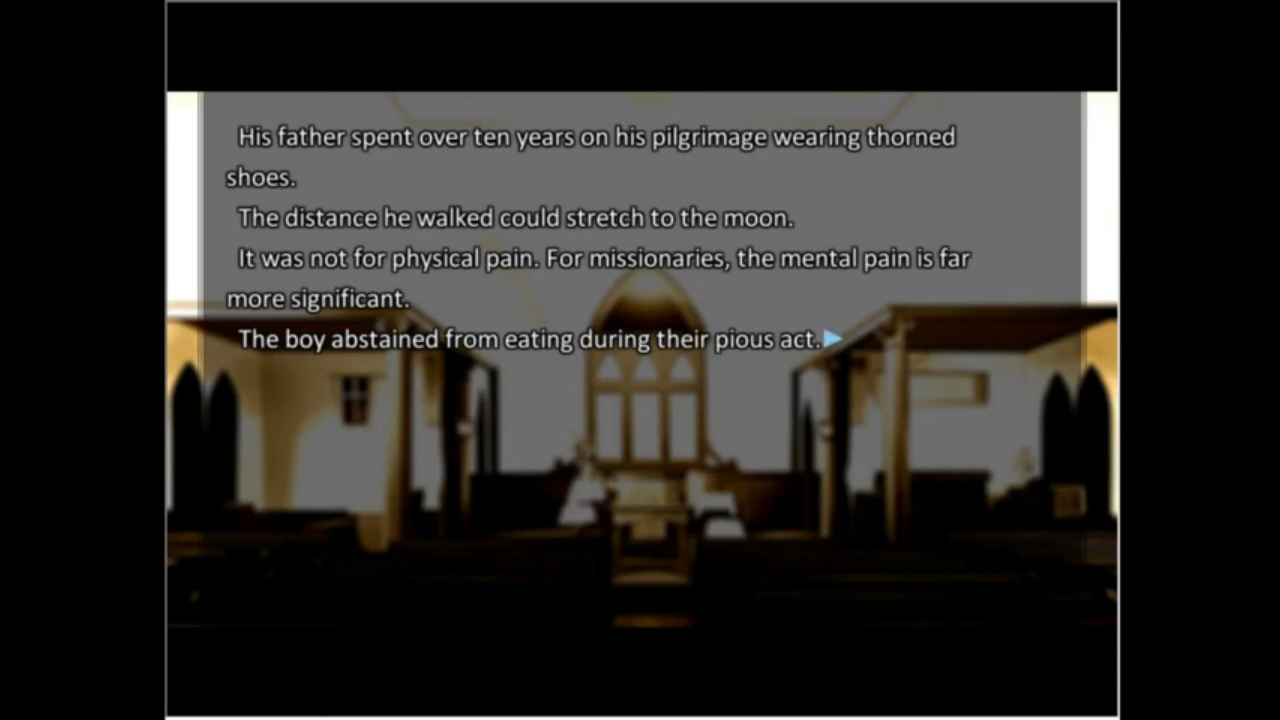 His father spent over ten years on his pilgrimage wearing thorned
shoes.
The distance he walked could stretch to the moon.
It was not for physical pain. For missionaries, the mental pain is far
more significant.
The boy abstained from eating during their pious act.